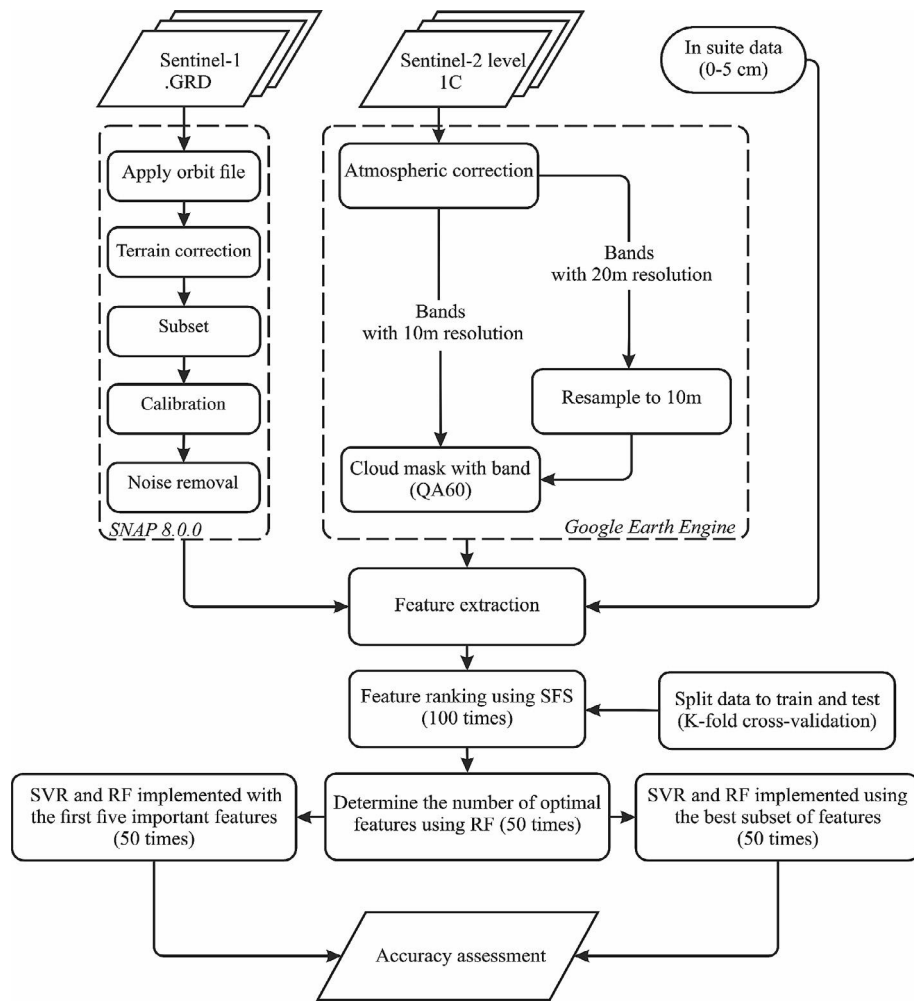 Sentinel-1
.GRD
Sentinel-2 level
1C
In suite data
(0-5 cm)
Apply orbit file
Terrain correction
Subset
Calibration
Noise removal
SNAP 8.0.0
Atmospheric correction
Bands
with 20m resolution
Bands
with 10m resolution
Resample to 10m
Cloud mask with band
(QA60)
Google Earth Engine
Feature extraction
Feature ranking using SFS
(100 times)
Split data to train and test
(K-fold cross-validation)
SVR and RF implemented with
the first five important features
(50 times)
Determine the number of optimal
features using RF (50 times)
SVR and RF implemented using
the best subset of features
(50 times)
Accuracy assessment